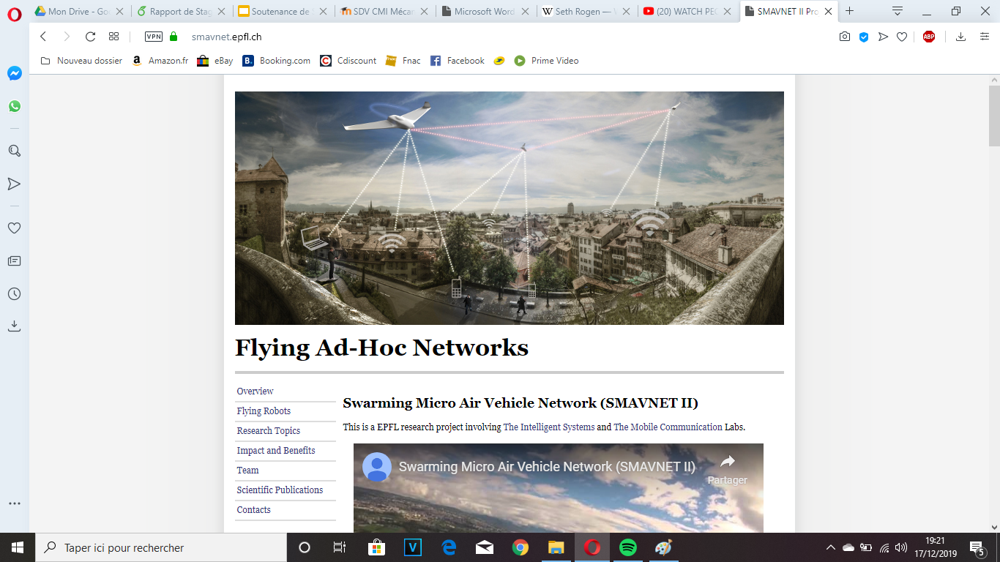 Mon Drive - Goo
Rapport de Stag
Soutenance de
SDV CMI Mécan
Microsoft Word
Seth Rogen —
(20) WATCH PEO
SMAVNET II Pro
VPN
smavnet.epfl.ch
ABP
Nouveau dossier
a Amazon.fr
eBay
B. Booking.com
C Cdiscount
fnac Fnac
Facebook
Prime Video
Flying Ad-Hoc Networks
Overview
Flying Robots
Research Topics
Impact and Benefits
Team
Scientific Publications
Contacts
Swarming Micro Air Vehicle Network (SMAVNET II)
This is a EPFL research project involving The Intelligent Systems and The Mobile Communication Labs.
Swarming Micro Air Vehicle Network (SMAVNET II)
Partager
Taper ici pour rechercher
19:21
17/12/2019
5